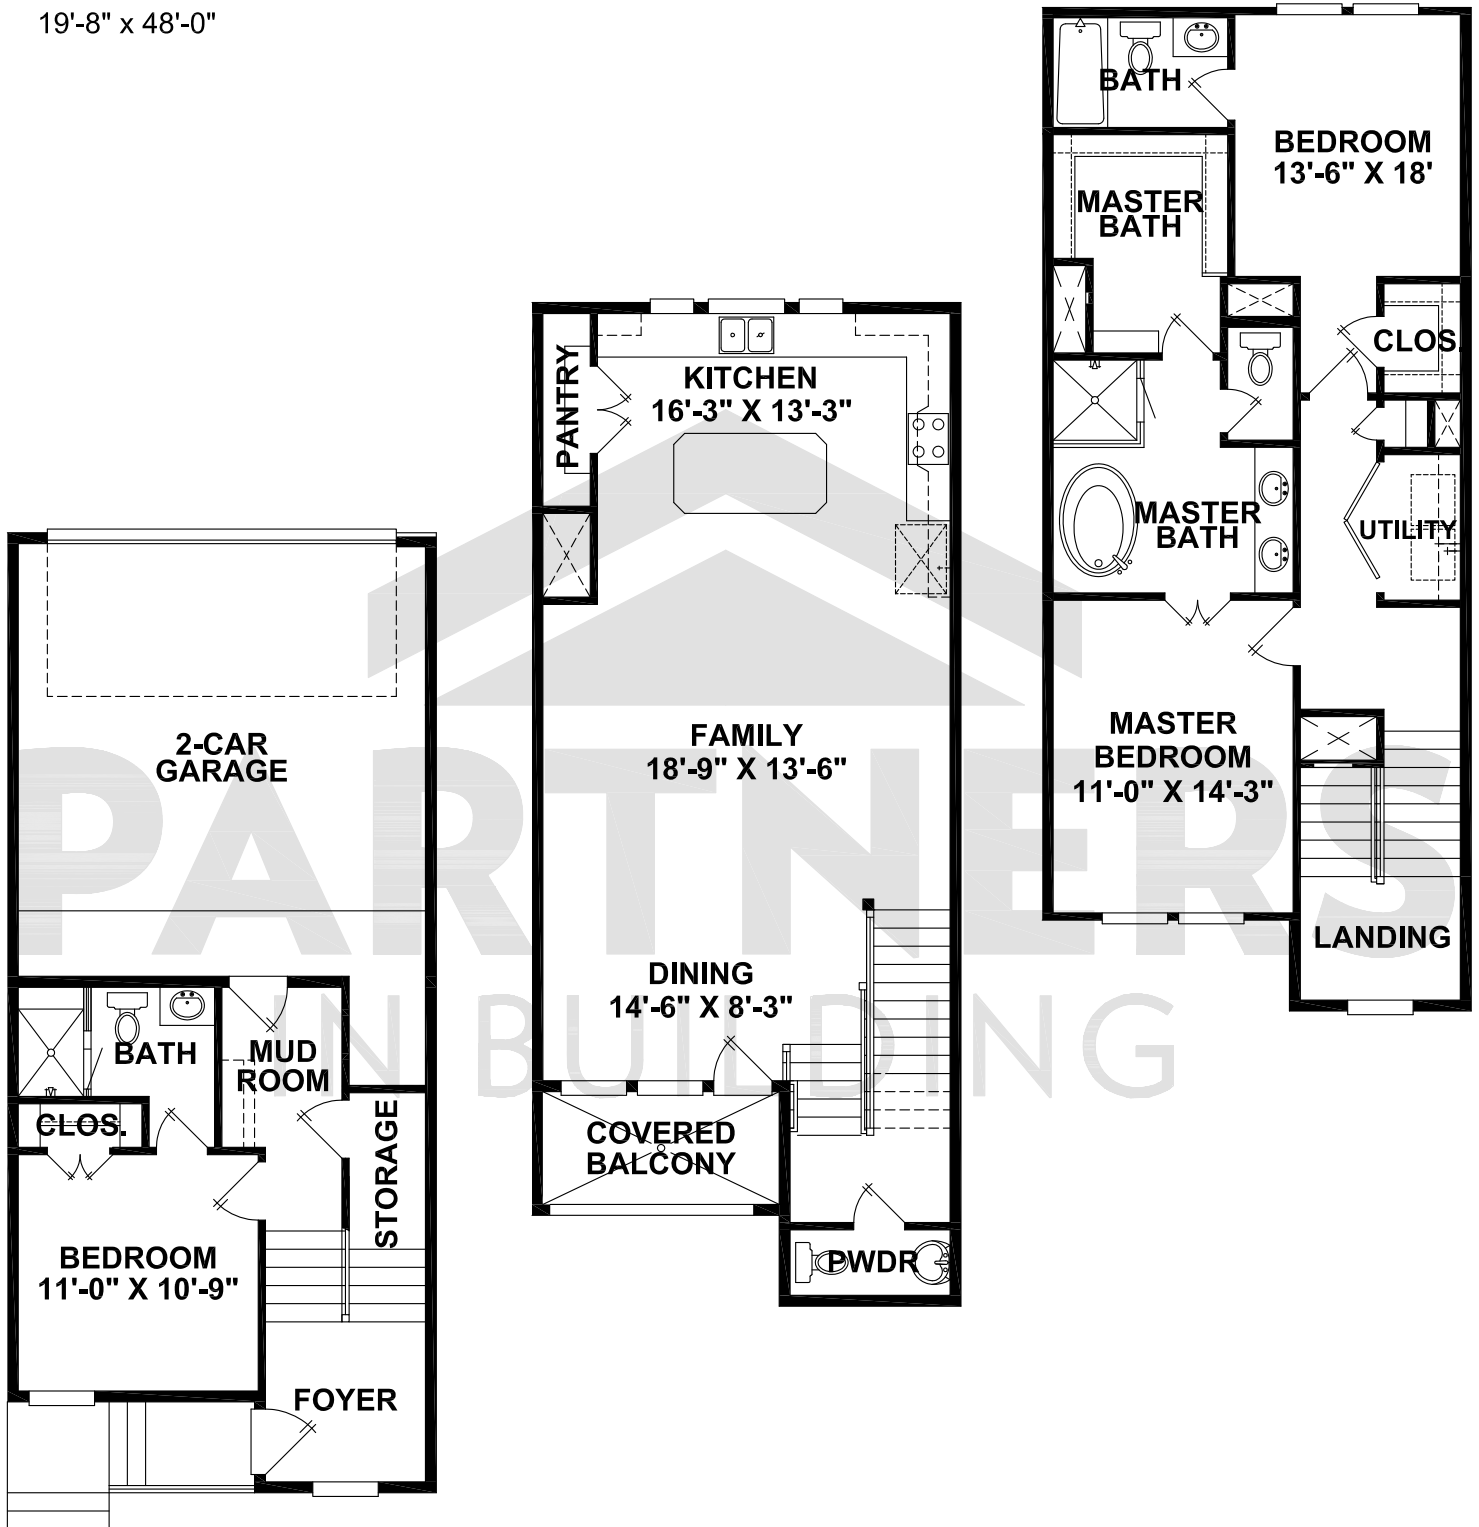 19'-8" x 48'-0"
2-CAR
GARAGE
BATH
MUD
ROOM
CLOS.
STORAGE
BEDROOM
11'-0" X 10'-9"
FOYER
PANTRY
KITCHEN
16'-3" X 13'-3"
FAMILY
18'-9" X 13'-6"
DINING
14'-6" X 8'-3"
COVERED
BALCONY
PWDR
BATH
BEDROOM
13'-6" X 18'
MASTER
BATH
CLOS.
MASTER
BATH
UTILITY
MASTER
BEDROOM
11'-0" X 14'-3"
LANDING
PARTNERS
IN BUILDING